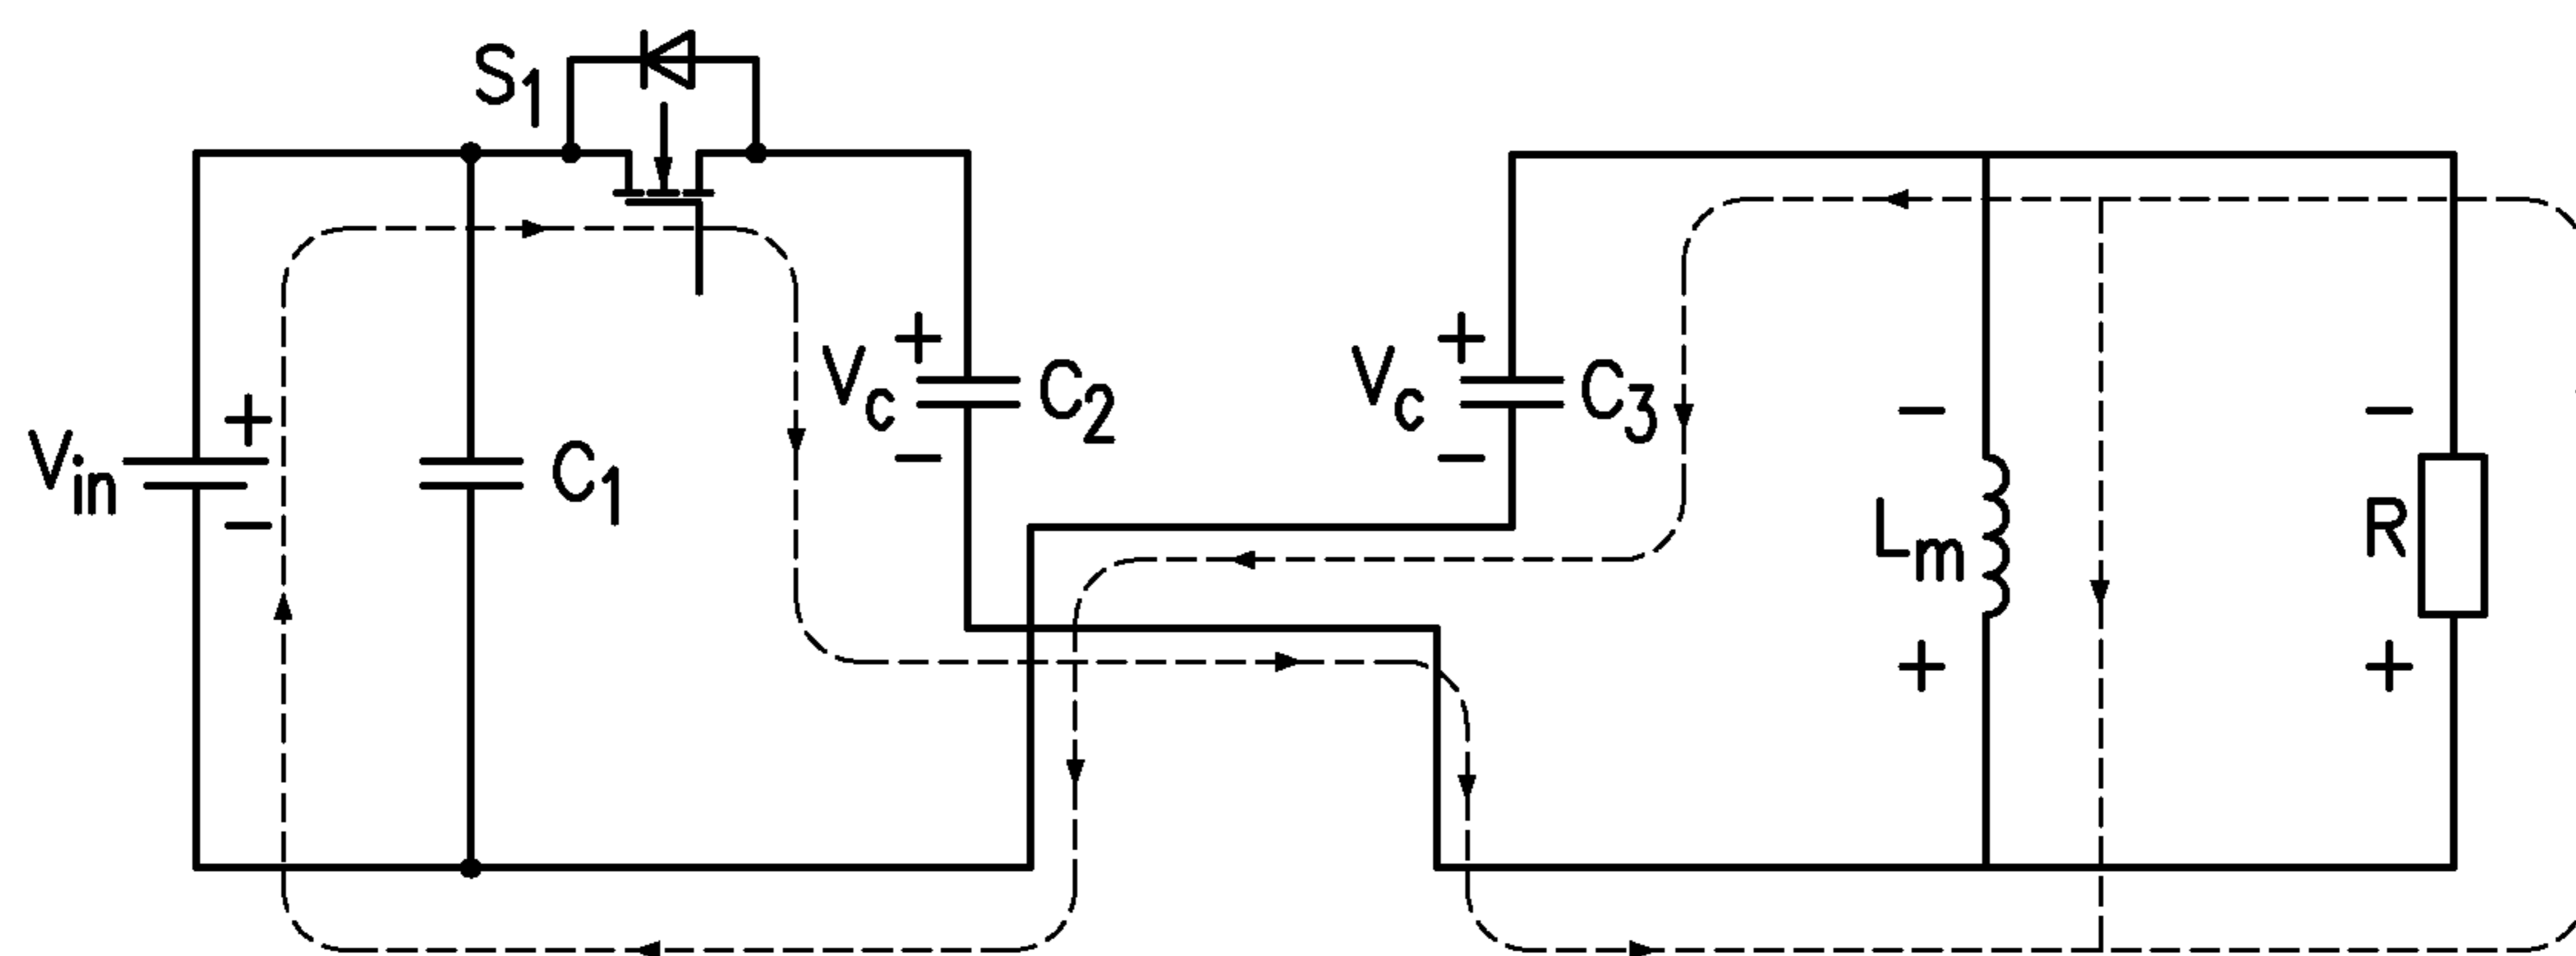 S1
+ + -  -
Vc C2 Vc C3
+ - -
Vin C1 Lm R
-
+ +